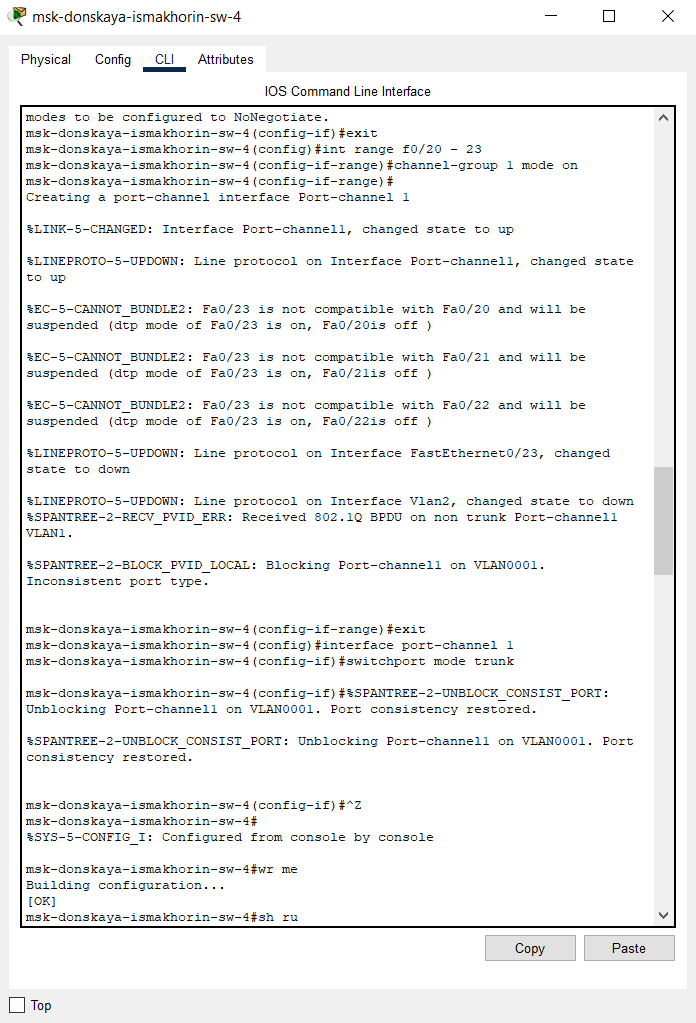 msk-donskaya-ismakhorin-sw-4
Physical Config CLI Attributes
IOS Command Line Interface
modes to be configured to NoNegotiate.
msk-donskaya-ismakhorin-sw-4(config-if)#exit
msk-donskaya-ismakhorin-sw-4(config)#int range f0/20 - 23
msk-donskaya-ismakhorin-sw-4(config-if-range)#channel-group 1 mode on
msk-donskaya-ismakhorin-sw-4(config-if-range)#
Creating a port-channel interface Port-channel 1
%LINK-5-CHANGED: Interface Port-channel1, changed state to up
%LINEPROTO-5-UPDOWN: Line protocol on Interface Port-channel1, changed state
to up
%EC-5-CANNOT_BUNDLE2: Fa0/23 is not compatible with Fa0/20 and will be
suspended (dtp mode of Fa0/23 is on, Fa0/20is off )
%EC-5-CANNOT_BUNDLE2: Fa0/23 is not compatible with Fa0/21 and will be
suspended (dtp mode of Fa0/23 is on, Fa0/21is off )
%EC-5-CANNOT_BUNDLE2: Fa0/23 is not compatible with Fa0/22 and will be
suspended (dtp mode of Fa0/23 is on, Fa0/22is off )
%LINEPROTO-5-UPDOWN: Line protocol on Interface FastEthernet0/23, changed
state to down
%LINEPROTO-5-UPDOWN: Line protocol on Interface Vlan2, changed state to down
%SPANTREE-2-RECV_PVID_ERR: Received 802.1Q BPDU on non trunk Port-channel1
VLAN1.
%SPANTREE-2-BLOCK_PVID_LOCAL: Blocking Port-channel1 on VLAN0001.
Inconsistent port type.
msk-donskaya-ismakhorin-sw-4(config-if-range)#exit
msk-donskaya-ismakhorin-sw-4(config)#interface port-channel 1
msk-donskaya-ismakhorin-sw-4(config-if)#switchport mode trunk
msk-donskaya-ismakhorin-sw-4(config-if)#%SPANTREE-2-UNBLOCK_CONSIST_PORT:
Unblocking Port-channel1 on VLAN0001. Port consistency restored.
%SPANTREE-2-UNBLOCK_CONSIST_PORT: Unblocking Port-channel1 on VLAN0001. Port
consistency restored.
msk-donskaya-ismakhorin-sw-4(config-if)#^Z
msk-donskaya-ismakhorin-sw-4#
%SYS-5-CONFIG_I: Configured from console by console
msk-donskaya-ismakhorin-sw-4#wr me
Building configuration...
[OK]
msk-donskaya-ismakhorin-sw-4#sh ru
Copy Paste
Top